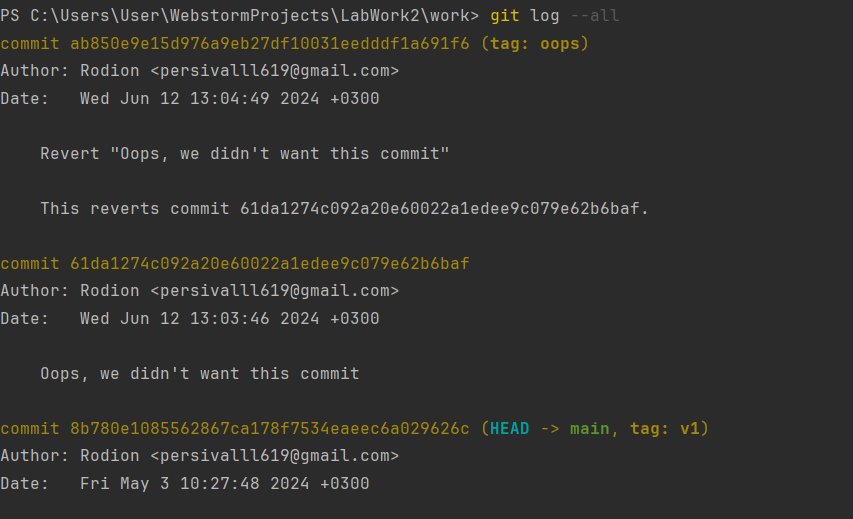 PS C:\Users\User\WebstormProjects\LabWork2\work> git log --all
commit ab850e9e15d976a9eb27df10031eedddf1a691f6 (tag: oops)
Author: Rodion <persivalll619@gmail.com>
Date:   Wed Jun 12 13:04:49 2024 +0300
    Revert "Oops, we didn't want this commit"
    This reverts commit 61da1274c092a20e60022a1edee9c079e62b6baf.
commit 61da1274c092a20e60022a1edee9c079e62b6baf
Author: Rodion <persivalll619@gmail.com>
Date:   Wed Jun 12 13:03:46 2024 +0300
    Oops, we didn't want this commit
commit 8b780e1085562867ca178f7534eaeec6a029626c (HEAD -> main, tag: v1)
Author: Rodion <persivalll619@gmail.com>
Date:   Fri May 3 10:27:48 2024 +0300